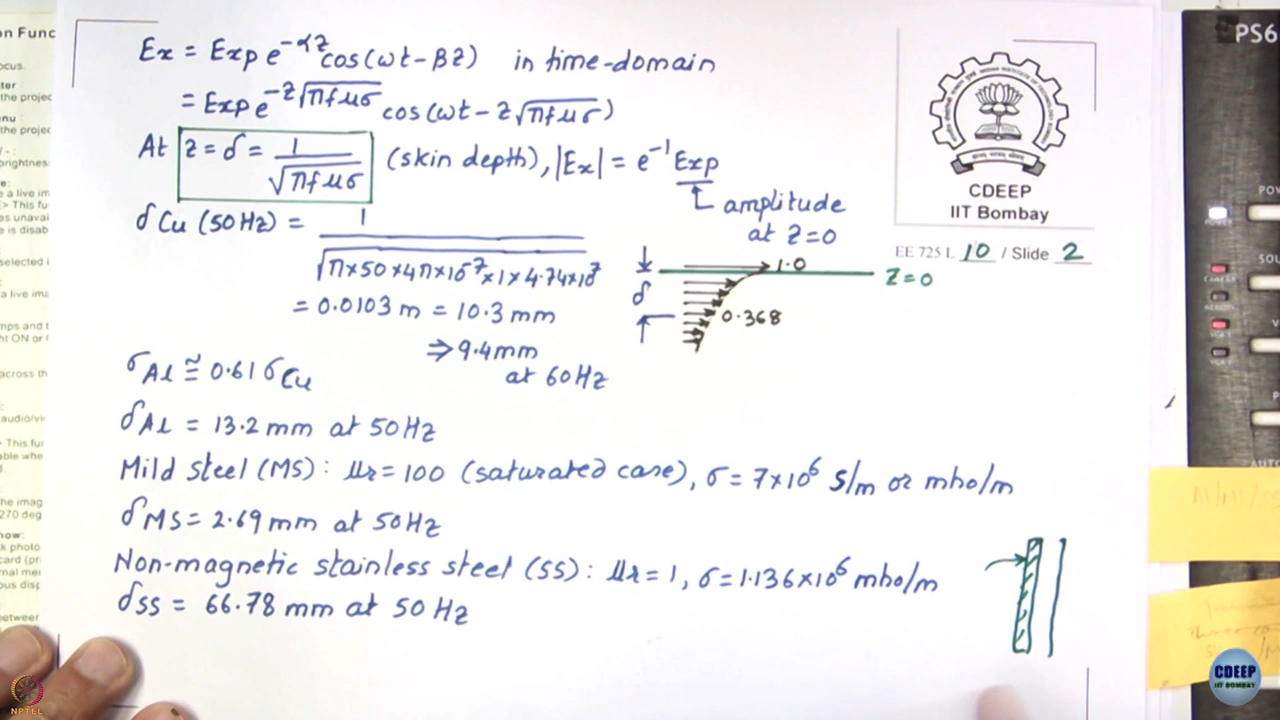 Ex = Exp e^-αz cos(ωt - βz) in time-domain
= Exp e^-z√πfμσ cos(ωt - z√πfμσ)
At z = δ = 1/√πfμσ (skin depth), |Ex| = e^-1 Exp
amplitude
at z=0
δCu (50Hz) = 1/√π×50×4π×10^-7×1×4.74×10^7
= 0.0103 m = 10.3 mm
⇒ 9.4mm
at 60Hz
1.0
Z=0
δ
0.368
σAl ≅ 0.61 σCu
δAl = 13.2 mm at 50Hz
Mild steel (MS): μr = 100 (saturated case), σ = 7×10^6 S/m or mho/m
δMS = 2.69 mm at 50Hz
Non-magnetic stainless steel (SS): μr = 1, σ = 1.136×10^6 mho/m
δSS = 66.78 mm at 50 Hz
CDEEP
IIT Bombay
EE 725 L 10 / Slide 2
PS6
CDEEP
IIT BOMBAY
NPTEL